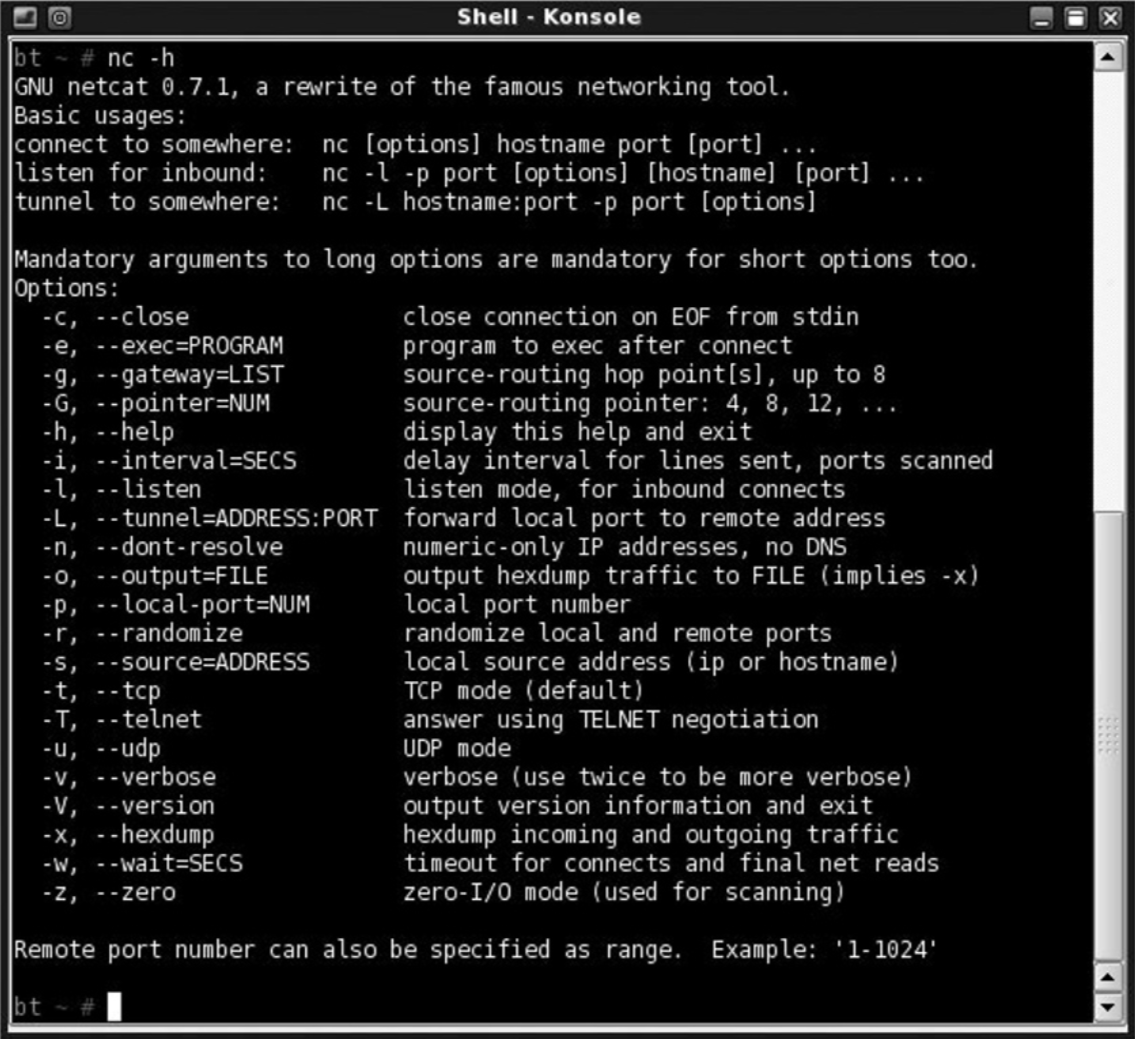 Shell - Konsole
bt ~ # nc -h
GNU netcat 0.7.1, a rewrite of the famous networking tool.
Basic usages:
connect to somewhere:  nc [options] hostname port [port] ...
listen for inbound:    nc -l -p port [options] [hostname] [port] ...
tunnel to somewhere:   nc -L hostname:port -p port [options]

Mandatory arguments to long options are mandatory for short options too.
Options:
  -c, --close                close connection on EOF from stdin
  -e, --exec=PROGRAM         program to exec after connect
  -g, --gateway=LIST         source-routing hop point[s], up to 8
  -G, --pointer=NUM          source-routing pointer: 4, 8, 12, ...
  -h, --help                 display this help and exit
  -i, --interval=SECS        delay interval for lines sent, ports scanned
  -l, --listen               listen mode, for inbound connects
  -L, --tunnel=ADDRESS:PORT  forward local port to remote address
  -n, --dont-resolve         numeric-only IP addresses, no DNS
  -o, --output=FILE          output hexdump traffic to FILE (implies -x)
  -p, --local-port=NUM       local port number
  -r, --randomize            randomize local and remote ports
  -s, --source=ADDRESS       local source address (ip or hostname)
  -t, --tcp                  TCP mode (default)
  -T, --telnet               answer using TELNET negotiation
  -u, --udp                  UDP mode
  -v, --verbose              verbose (use twice to be more verbose)
  -V, --version              output version information and exit
  -x, --hexdump              hexdump incoming and outgoing traffic
  -w, --wait=SECS            timeout for connects and final net reads
  -z, --zero                 zero-I/O mode (used for scanning)

Remote port number can also be specified as range.  Example: '1-1024'

bt ~ #